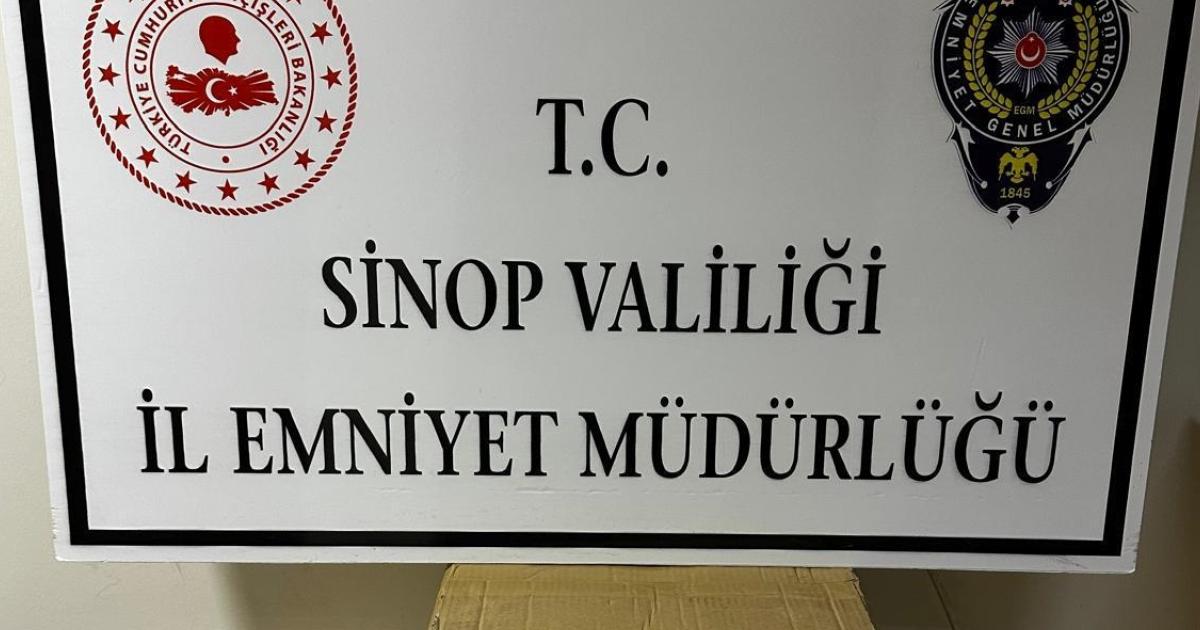 TÜRKİYE CUMHURİYETİ İÇİŞLERİ BAKANLIĞI
EMNİYET GENEL MÜDÜRLÜĞÜ
EGM
1845
T.C.
SİNOP VALİLİĞİ
İL EMNİYET MÜDÜRLÜĞÜ